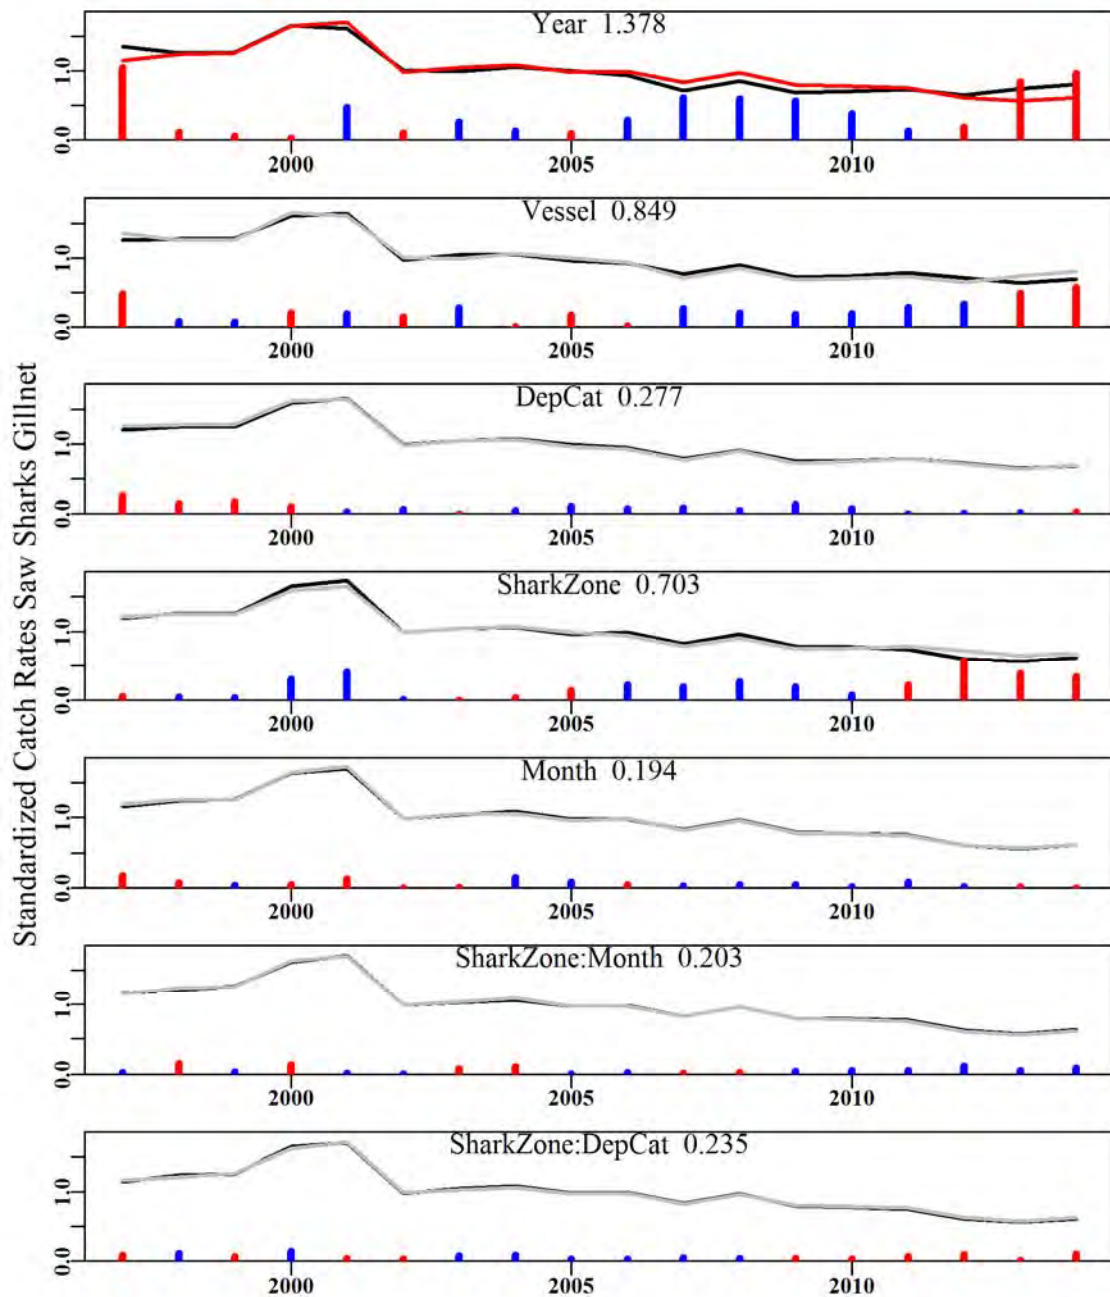 Standardized Catch Rates Saw Sharks Gillnet
Year 1.378
1.0
0.0
2000 2005 2010
Vessel 0.849
1.0
0.0
2000 2005 2010
DepCat 0.277
1.0
0.0
2000 2005 2010
SharkZone 0.703
1.0
0.0
2000 2005 2010
Month 0.194
1.0
0.0
2000 2005 2010
SharkZone:Month 0.203
1.0
0.0
2000 2005 2010
SharkZone:DepCat 0.235
1.0
0.0
2000 2005 2010